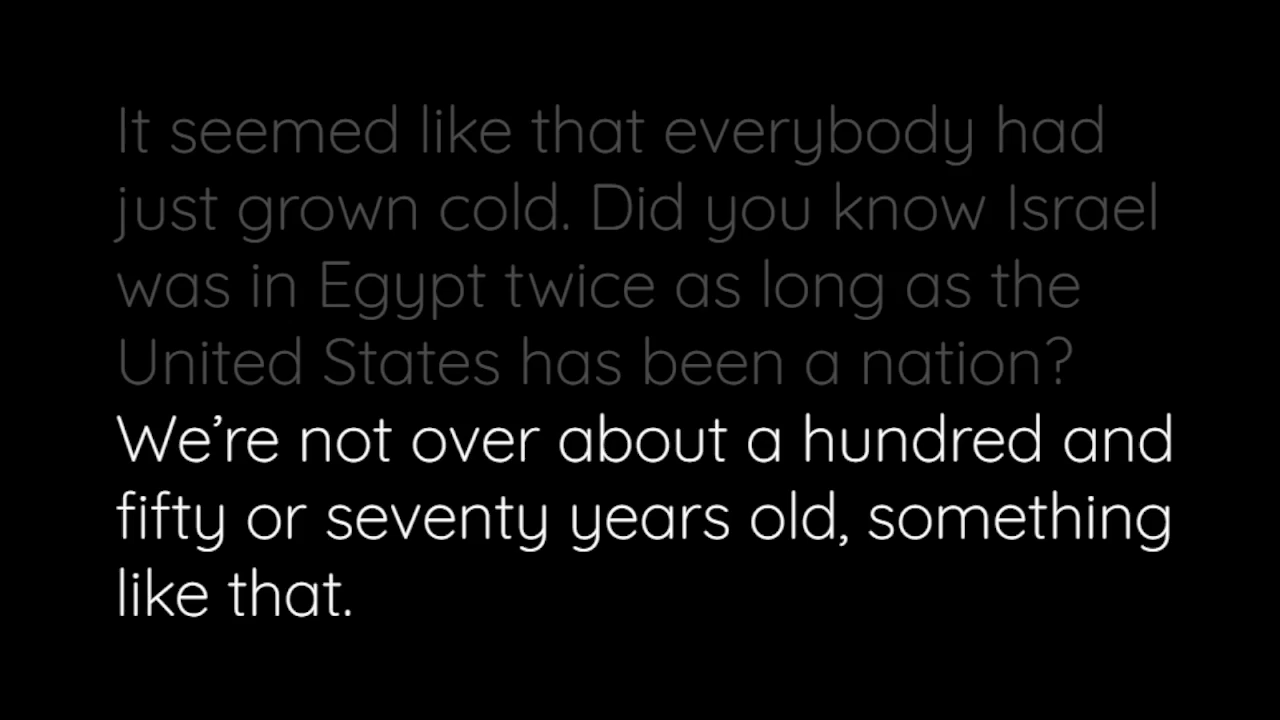 It seemed like that everybody had
just grown cold. Did you know Israel
was in Egypt twice as long as the
United States has been a nation?
We’re not over about a hundred and
fifty or seventy years old, something
like that.